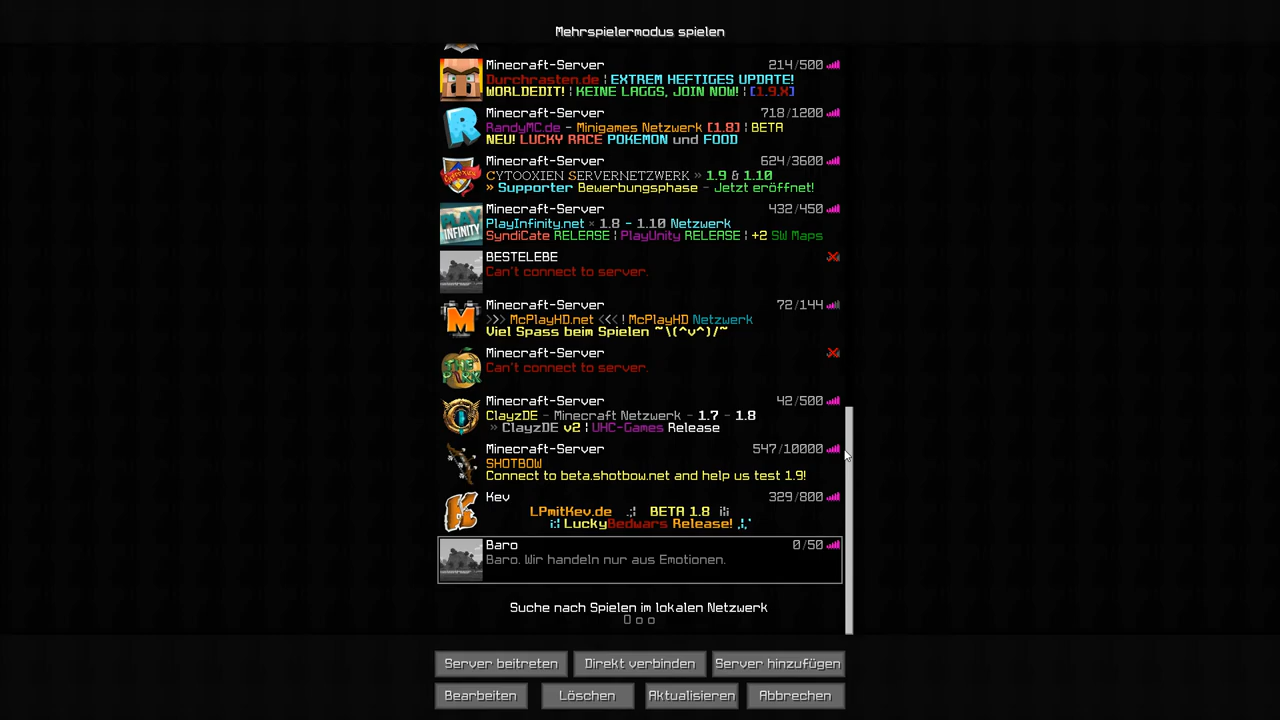 Mehrspielermodus spielen
Minecraft-Server 214/500
Durchrasten.de ¦ EXTREM HEFTIGES UPDATE!
WORLDEDIT! ¦ KEINE LAGGS, JOIN NOW! ¦ [1.9.X]
Minecraft-Server 718/1200
RandyMC.de - Minigames Netzwerk [1.8] ¦ BETA
NEU! LUCKY RACE POKEMON und FOOD
Minecraft-Server 624/3600
CYTOOXIEN SERVERNETZWERK » 1.9 & 1.10
» Supporter Bewerbungsphase - Jetzt eröffnet!
Minecraft-Server 432/450
PLAY
INFINITY
PlayInfinity.net × 1.8 - 1.10 Netzwerk
SyndiCate RELEASE ¦ PlayUnity RELEASE ¦ +2 SW Maps
BESTELEBE
Can't connect to server.
Minecraft-Server 72/144
>>> McPlayHD.net <<< ! McPlayHD Netzwerk
Viel Spass beim Spielen ~\(^v^)/~
Minecraft-Server
Can't connect to server.
Minecraft-Server 42/500
ClayzDE - Minecraft Netzwerk - 1.7 - 1.8
» ClayzDE v2 ¦ UHC-Games Release
Minecraft-Server 547/10000
SHOTBOW
Connect to beta.shotbow.net and help us test 1.9!
Kev 329/800
LPmitKev.de .:¦ BETA 1.8 ¦¦:
¦:¦ LuckyBedwars Release! .¦.'
Baro 0/50
Baro. Wir handeln nur aus Emotionen.
Suche nach Spielen im lokalen Netzwerk
O o o
Server beitreten Direkt verbinden Server hinzufügen
Bearbeiten Löschen Aktualisieren Abbrechen